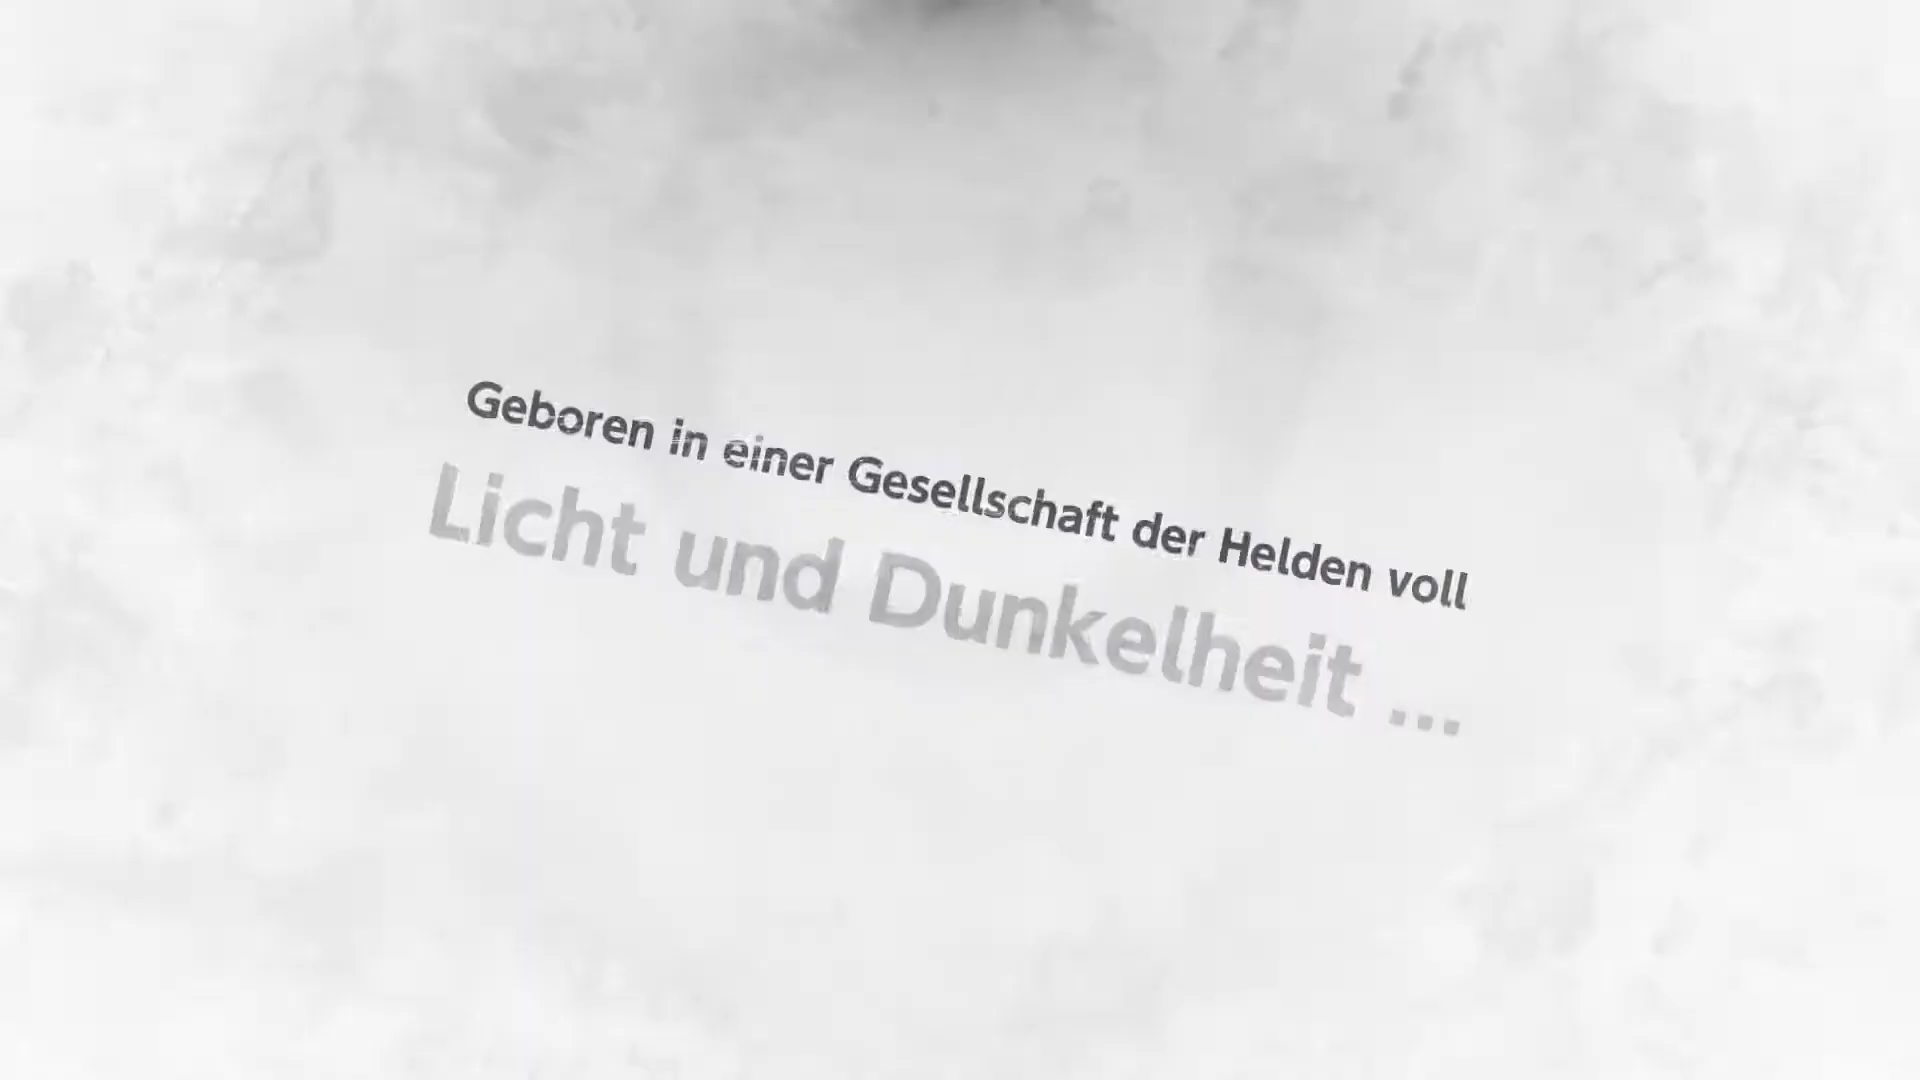 Geboren in einer Gesellschaft der Helden voll
Licht und Dunkelheit ...